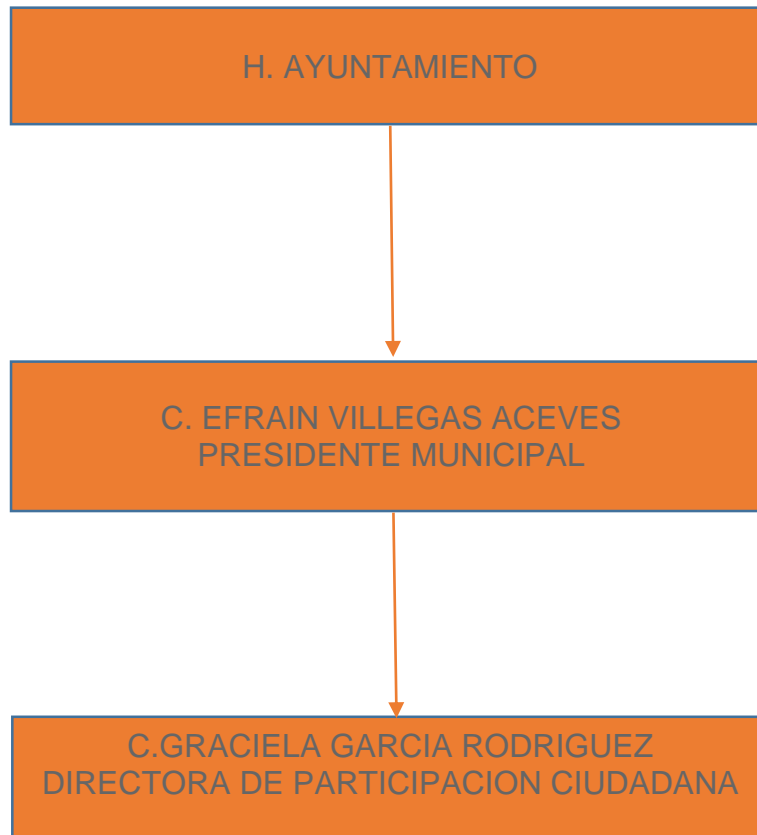 H. AYUNTAMIENTO
C. EFRAIN VILLEGAS ACEVES
PRESIDENTE MUNICIPAL
C.GRACIELA GARCIA RODRIGUEZ
DIRECTORA DE PARTICIPACION CIUDADANA